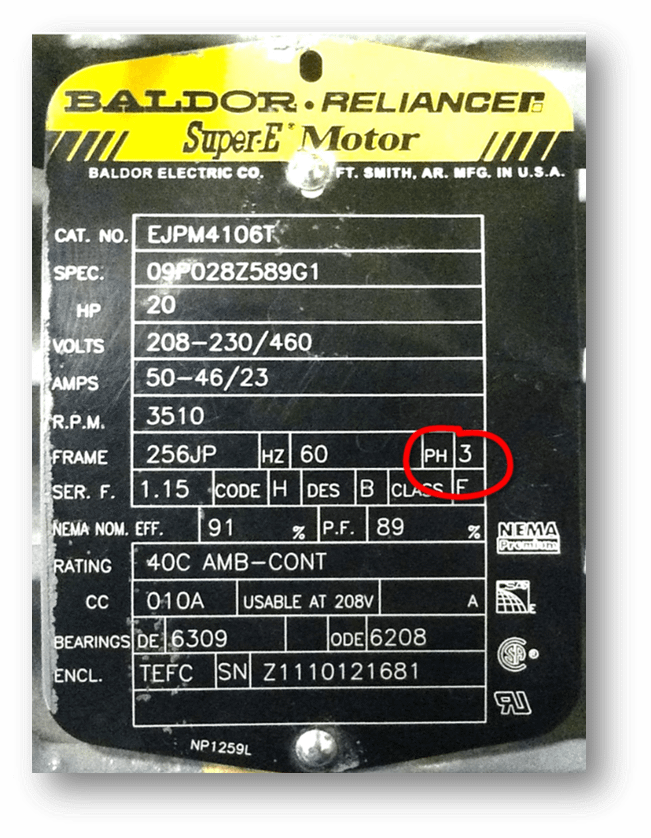 BALDOR • RELIANCER
Super-E Motor
BALDOR ELECTRIC CO. FT. SMITH, AR. MFG. IN U.S.A.
CAT. NO. EJPM4106T
SPEC. 09P028Z589G1
HP 20
VOLTS 208-230/460
AMPS 50-46/23
R.P.M. 3510
FRAME 256JP HZ 60 PH 3
SER. F. 1.15 CODE H DES B CLASS F
NEMA NOM. EFF. 91 % P.F. 89 %
NEMA
Premium
RATING 40C AMB-CONT
CC 010A USABLE AT 208V A
E
BEARINGS DE 6309 ODE 6208
ENCL. TEFC SN Z1110121681
NP1259L